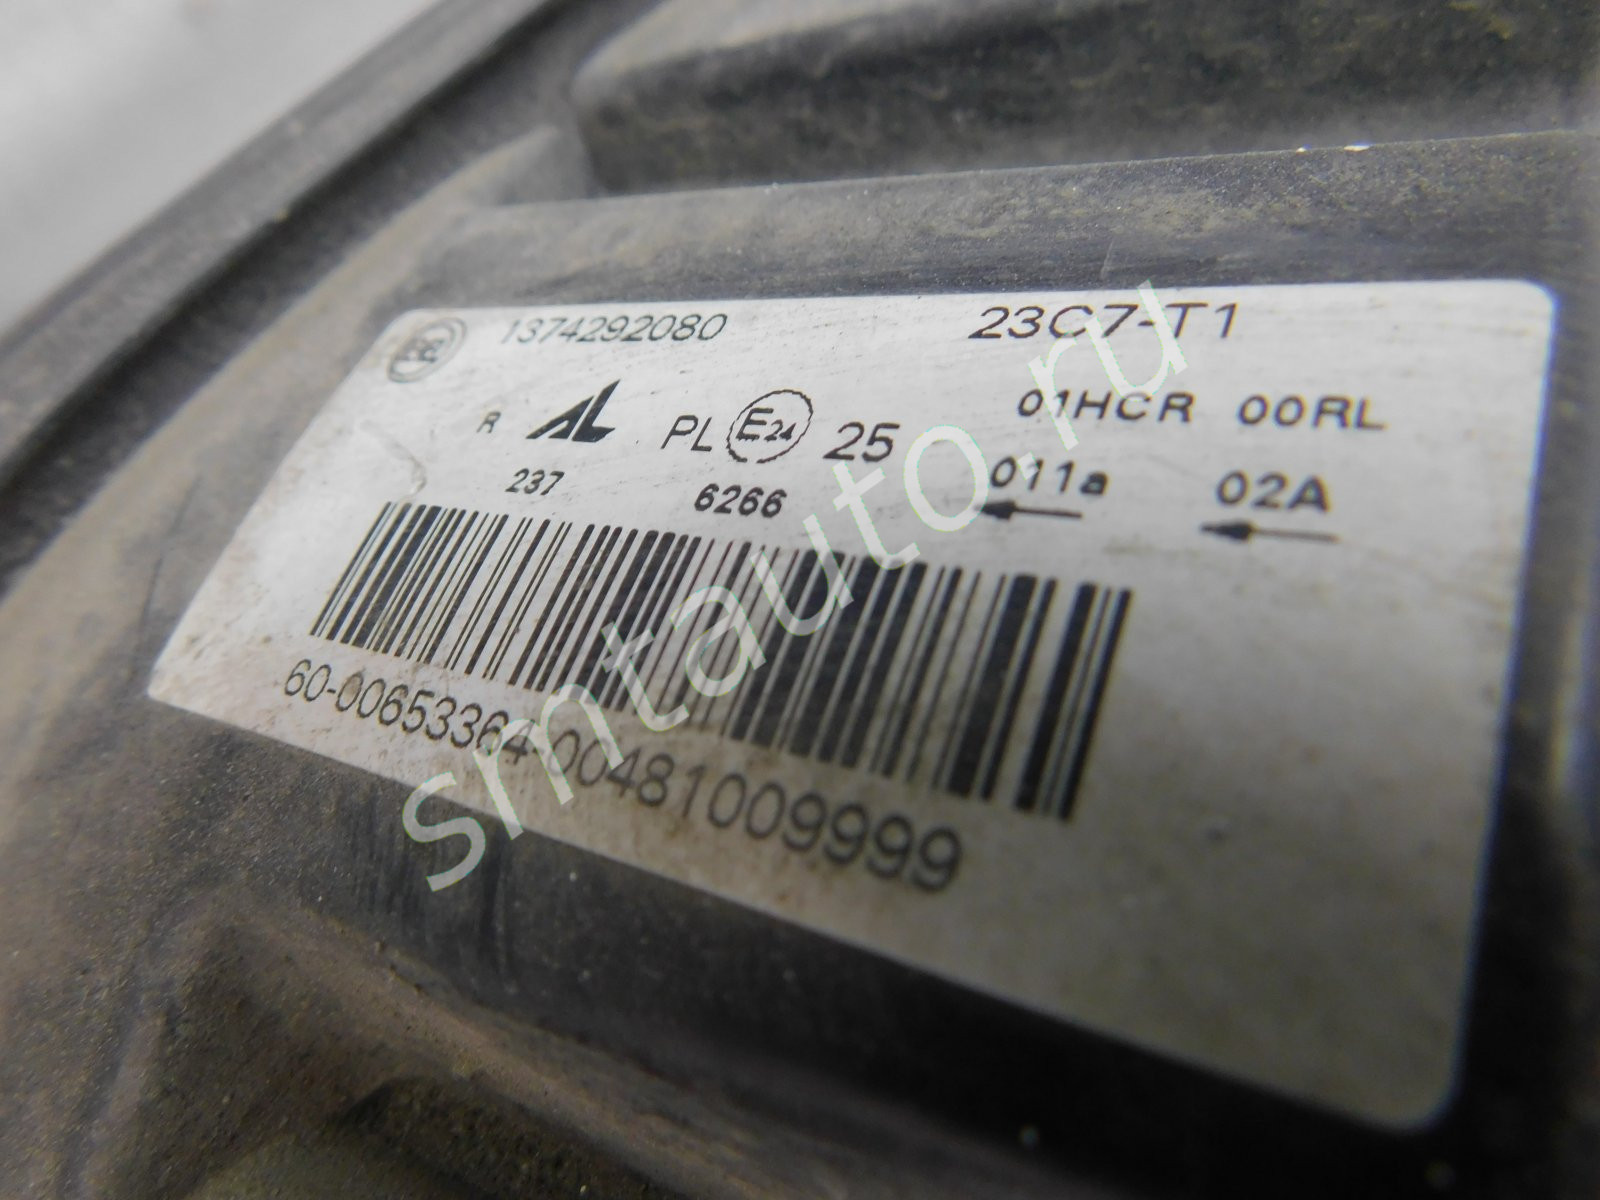 1374292080 23C7-T1
R AL PL E24 25 01HCR 00RL
237 6266 011a 02A
60-00653364-00481009999
smtauto.ru